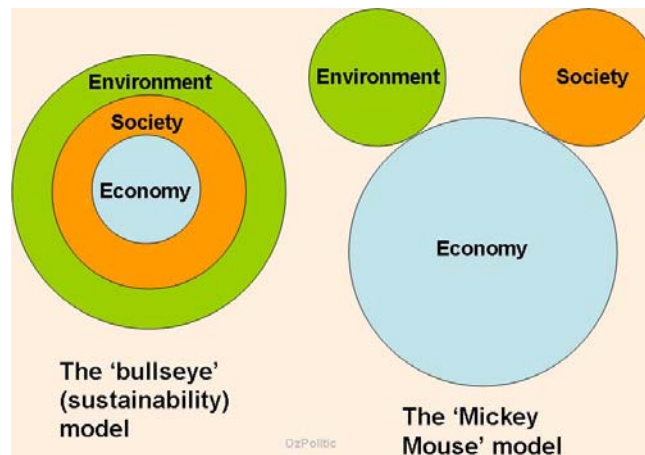 Environment
Society
Economy
The ‘bullseye’
(sustainability)
model
Environment
Society
Economy
The ‘Mickey
Mouse’ model
OzPolitic